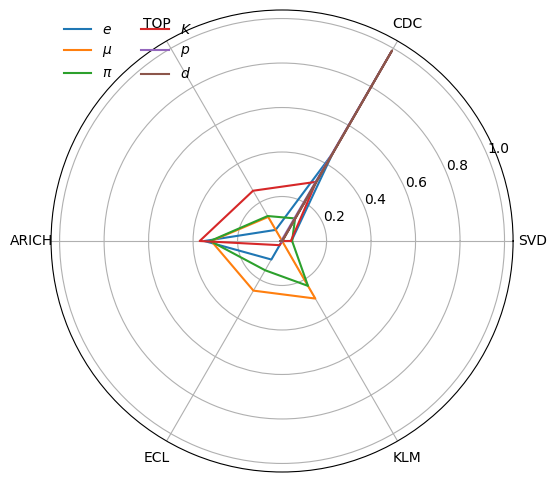 TOP
CDC
e K
μ p
π d
1.0
0.8
0.6
0.4
0.2
ARICH
SVD
ECL
KLM